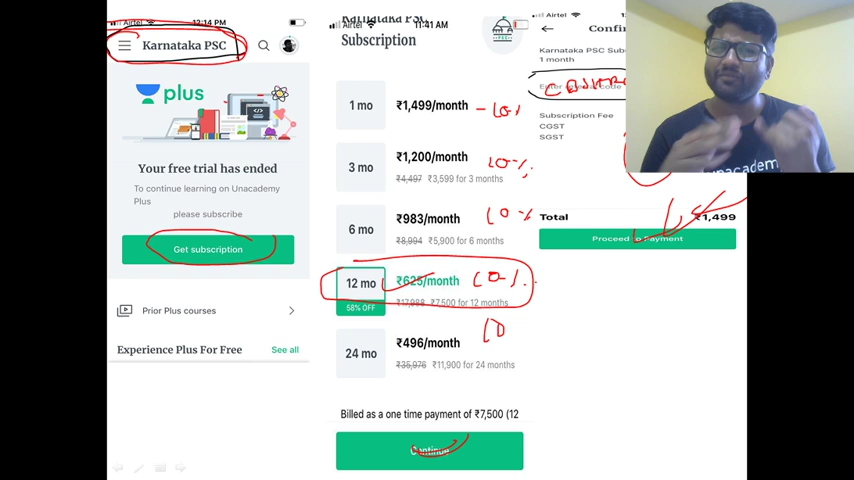 Airtel 12:14 PM
Karnataka PSC
plus
Your free trial has ended
To continue learning on Unacademy
Plus
please subscribe
Get subscription
Prior Plus courses
Experience Plus For Free
See all
Airtel 11:41 AM
Karnataka PSC
Subscription
1 mo ₹1,499/month - 10%
3 mo ₹1,200/month 10%
₹4,497 ₹3,599 for 3 months
6 mo ₹983/month 10%
₹8,994 ₹5,900 for 6 months
12 mo ₹625/month 10%
58% OFF ₹17,988 ₹7,500 for 12 months
24 mo ₹496/month 10
₹35,976 ₹11,900 for 24 months
Billed as a one time payment of ₹7,500 (12
Continue
Airtel
Confir
Karnataka PSC Sub
1 month
Subscription Fee
CGST
SGST
Total ₹1,499
Proceed to Payment
unacadem